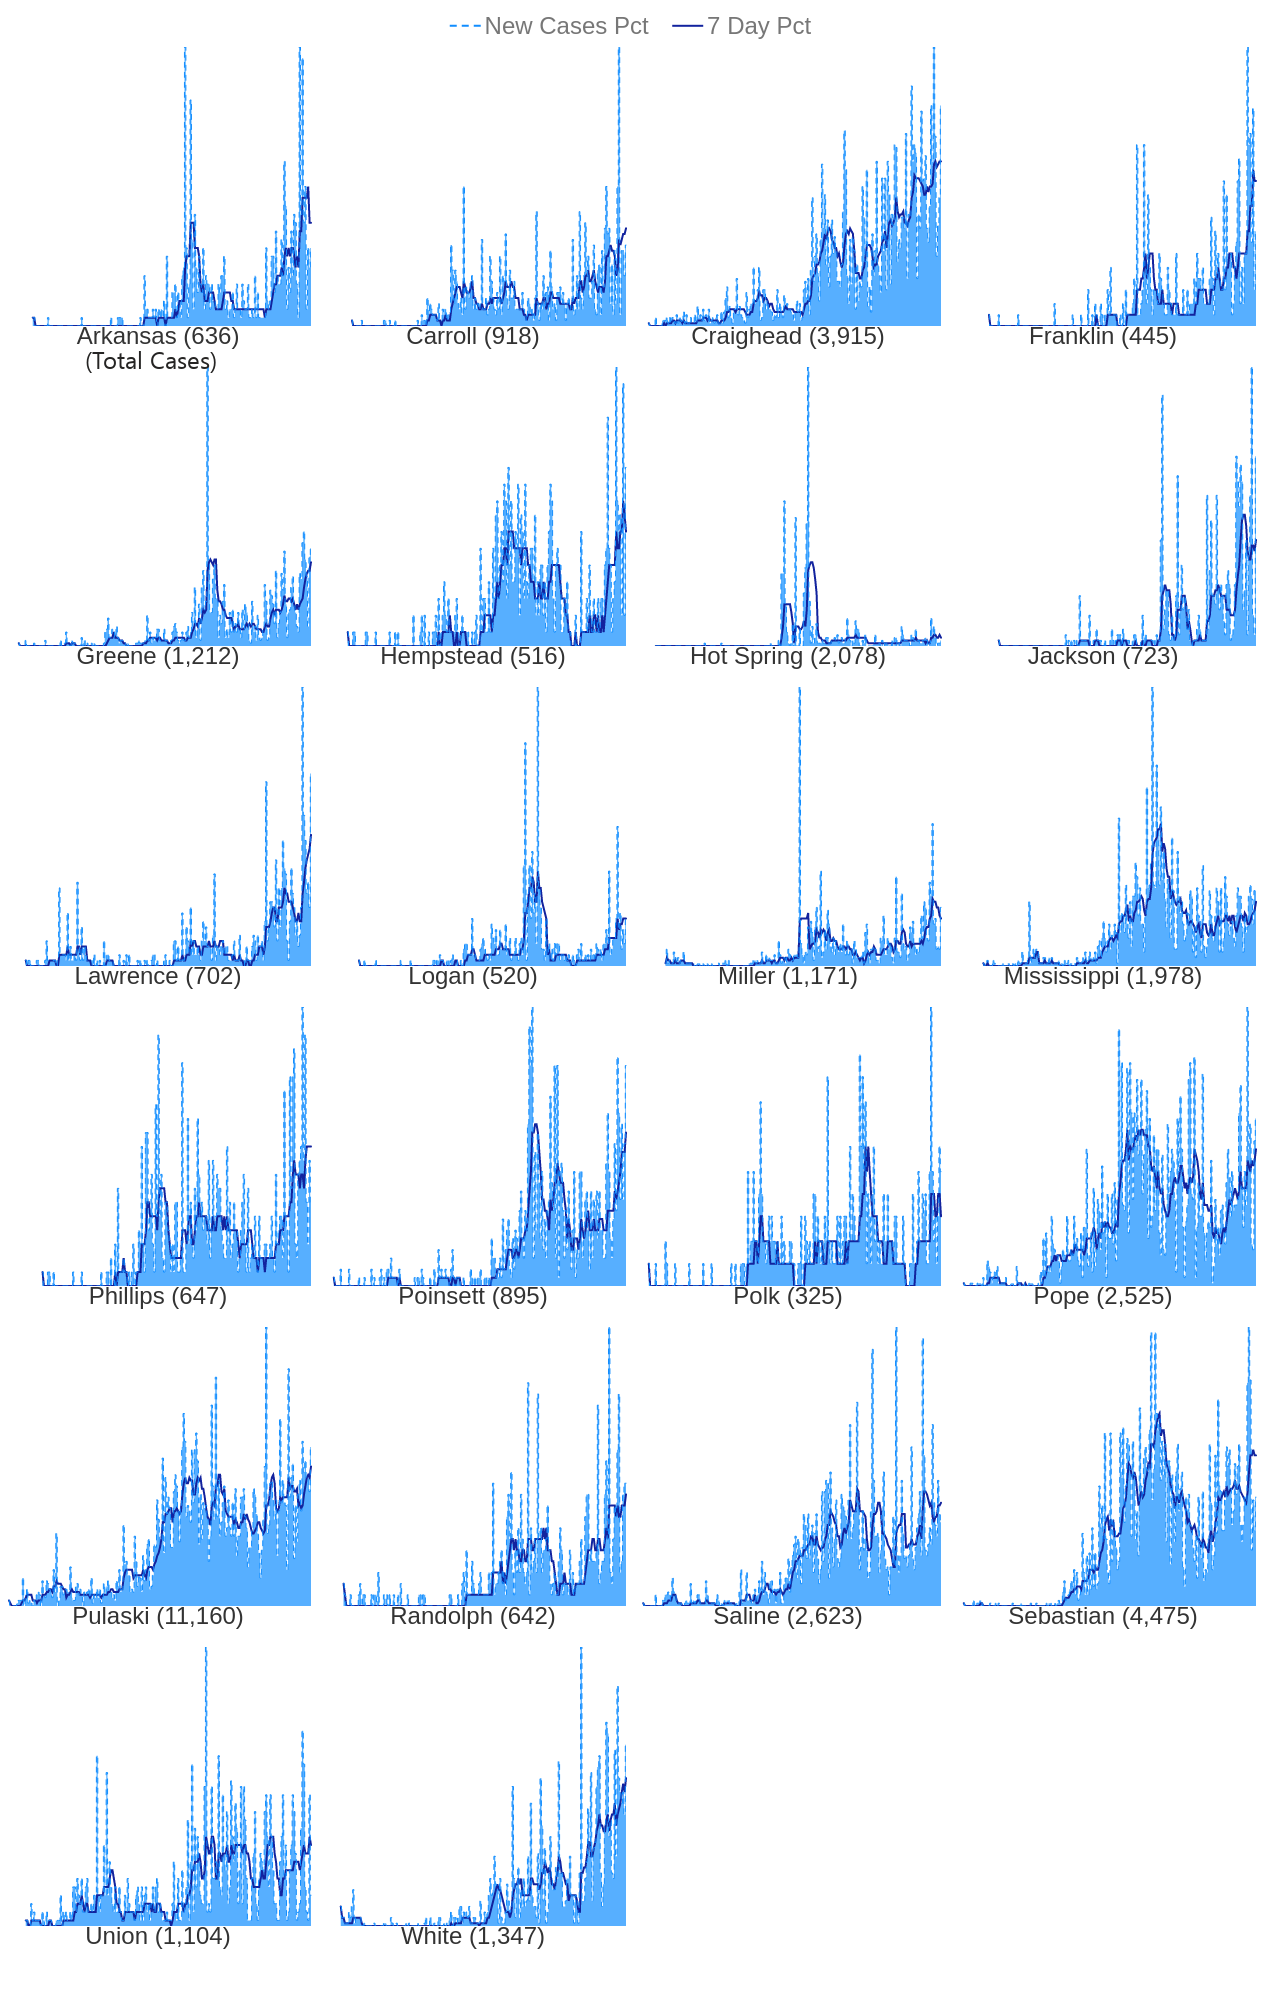 New Cases Pct 7 Day Pct
Arkansas (636) Carroll (918) Craighead (3,915) Franklin (445)
(Total Cases)
Greene (1,212) Hempstead (516) Hot Spring (2,078) Jackson (723)
Lawrence (702) Logan (520) Miller (1,171) Mississippi (1,978)
Phillips (647) Poinsett (895) Polk (325) Pope (2,525)
Pulaski (11,160) Randolph (642) Saline (2,623) Sebastian (4,475)
Union (1,104) White (1,347)